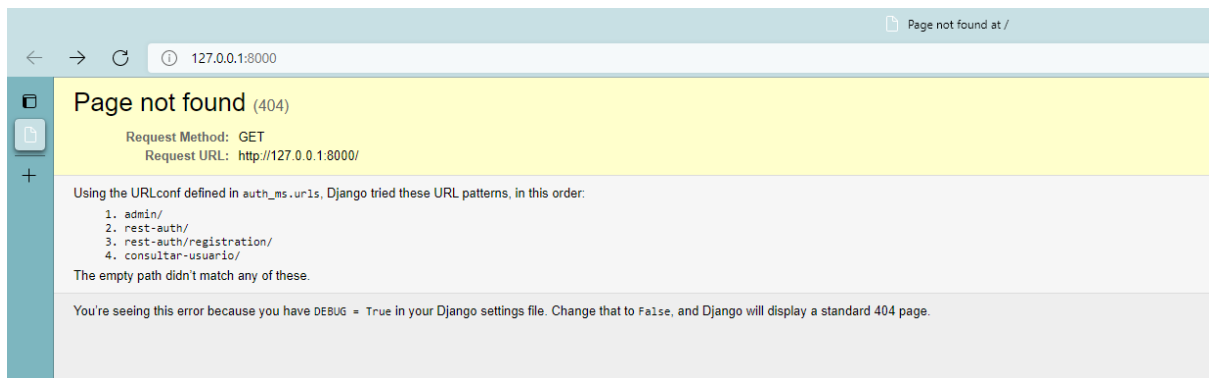 Page not found at /
127.0.0.1:8000
Page not found (404)
Request Method: GET
Request URL: http://127.0.0.1:8000/
Using the URLconf defined in auth_ms.urls, Django tried these URL patterns, in this order:
1. admin/
2. rest-auth/
3. rest-auth/registration/
4. consultar-usuario/
The empty path didn't match any of these.
You're seeing this error because you have DEBUG = True in your Django settings file. Change that to False, and Django will display a standard 404 page.